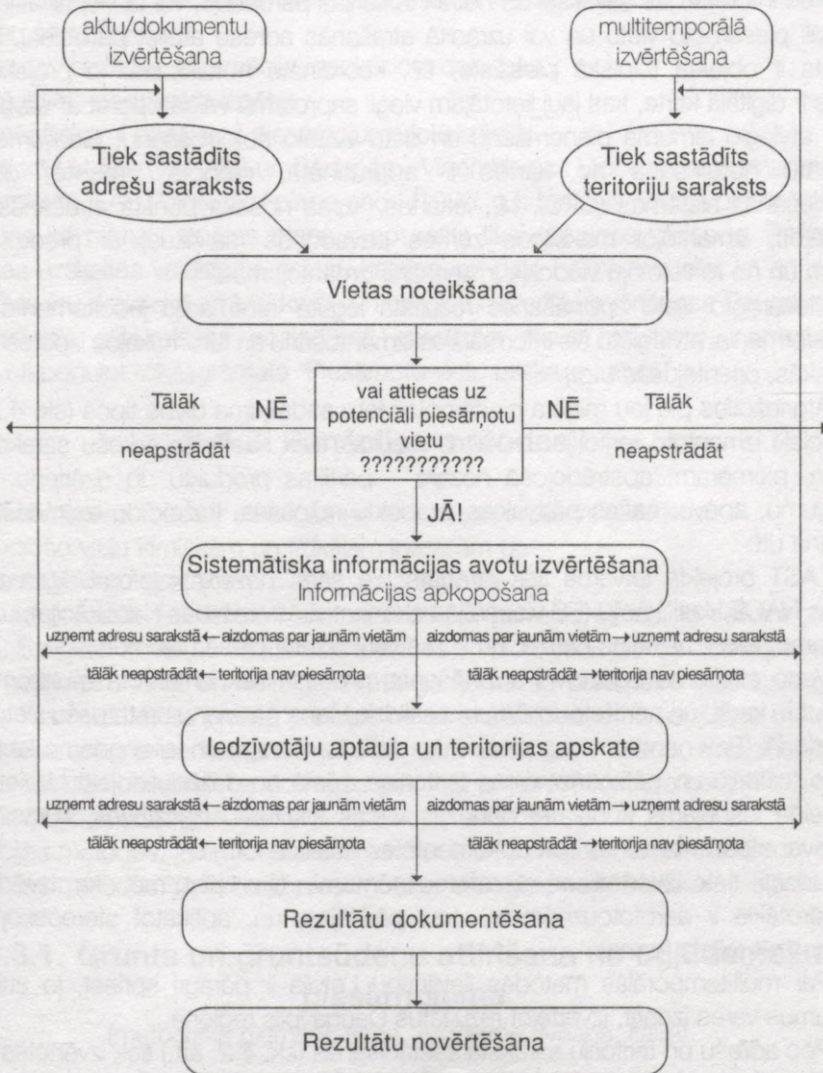 aktu/dokumentu
izvērtēšana
multitemporālā
izvērtēšana
Tiek sastādīts
adrešu saraksts
Tiek sastādīts
teritoriju saraksts
Vietas noteikšana
Tālāk
neapstrādāt
NĒ
vai attiecas uz
potenciāli piesārņotu
vietu
???????????
NĒ
Tālāk
neapstrādāt
JĀ!
Sistemātiska informācijas avotu izvērtēšana
Informācijas apkopošana
uzņemt adresu sarakstā ← aizdomas par jaunām vietām
aizdomas par jaunām vietām → uzņemt adresu sarakstā
tālāk neapstrādāt ← teritorija nav piesārņota
tālāk neapstrādāt → teritorija nav piesārņota
Iedzivotāju aptauja un teritorijas apskate
uzņemt adresu sarakstā ← aizdomas par jaunām vietām
aizdomas par jaunām vietām → uzņemt adresu sarakstā
tālāk neapstrādāt ← teritorija nav piesārņota
tālāk neapstrādāt → teritorija nav piesārņota
Rezultātu dokumentēšana
Rezultātu novērtēšana